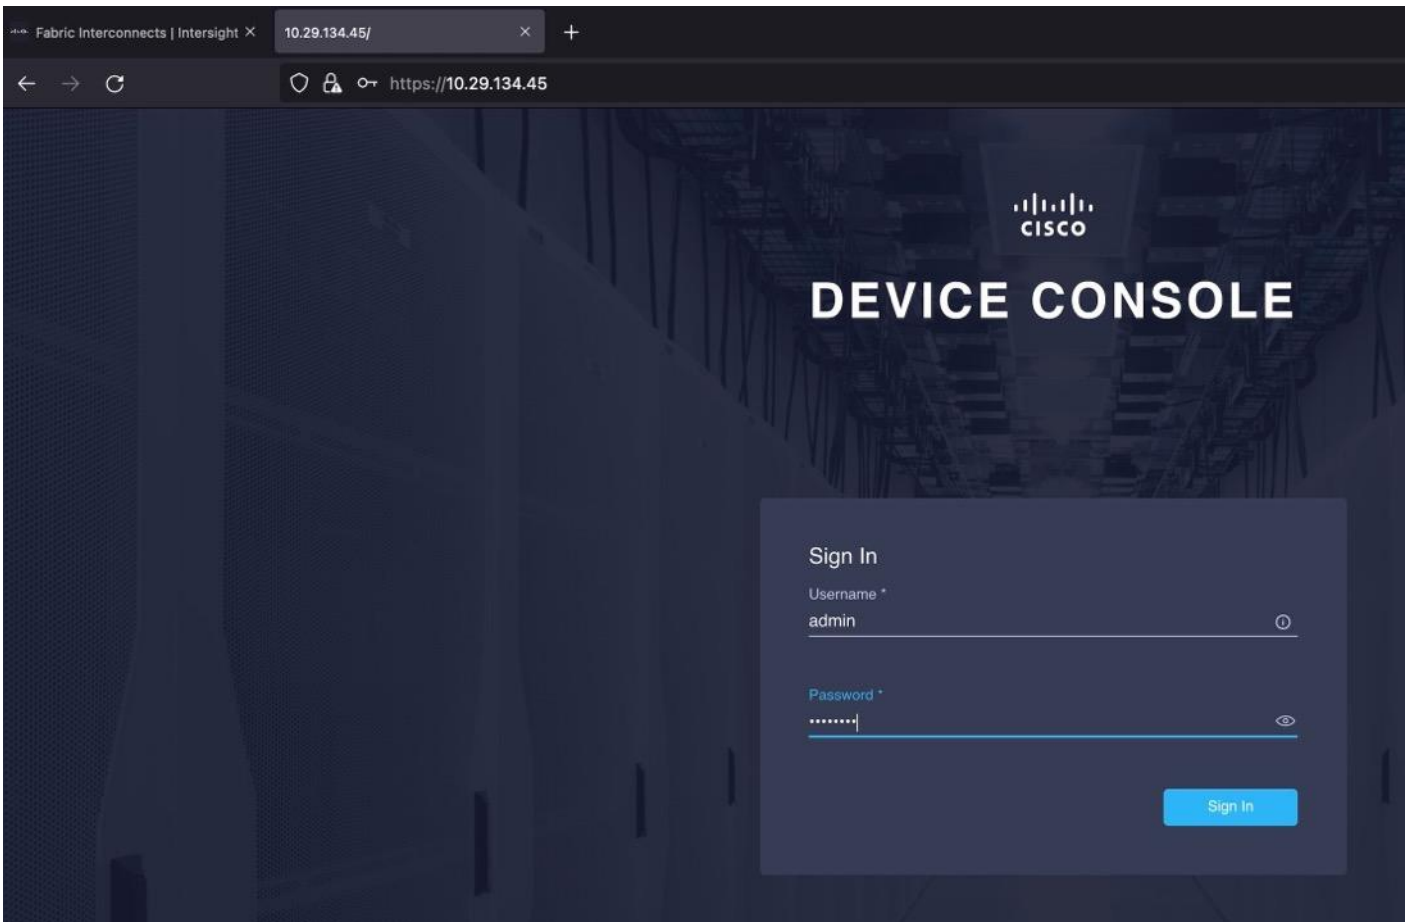 Fabric Interconnects | Intersight
10.29.134.45/
https://10.29.134.45
CISCO
DEVICE CONSOLE
Sign In
Username *
admin
Password *
••••••••
Sign In